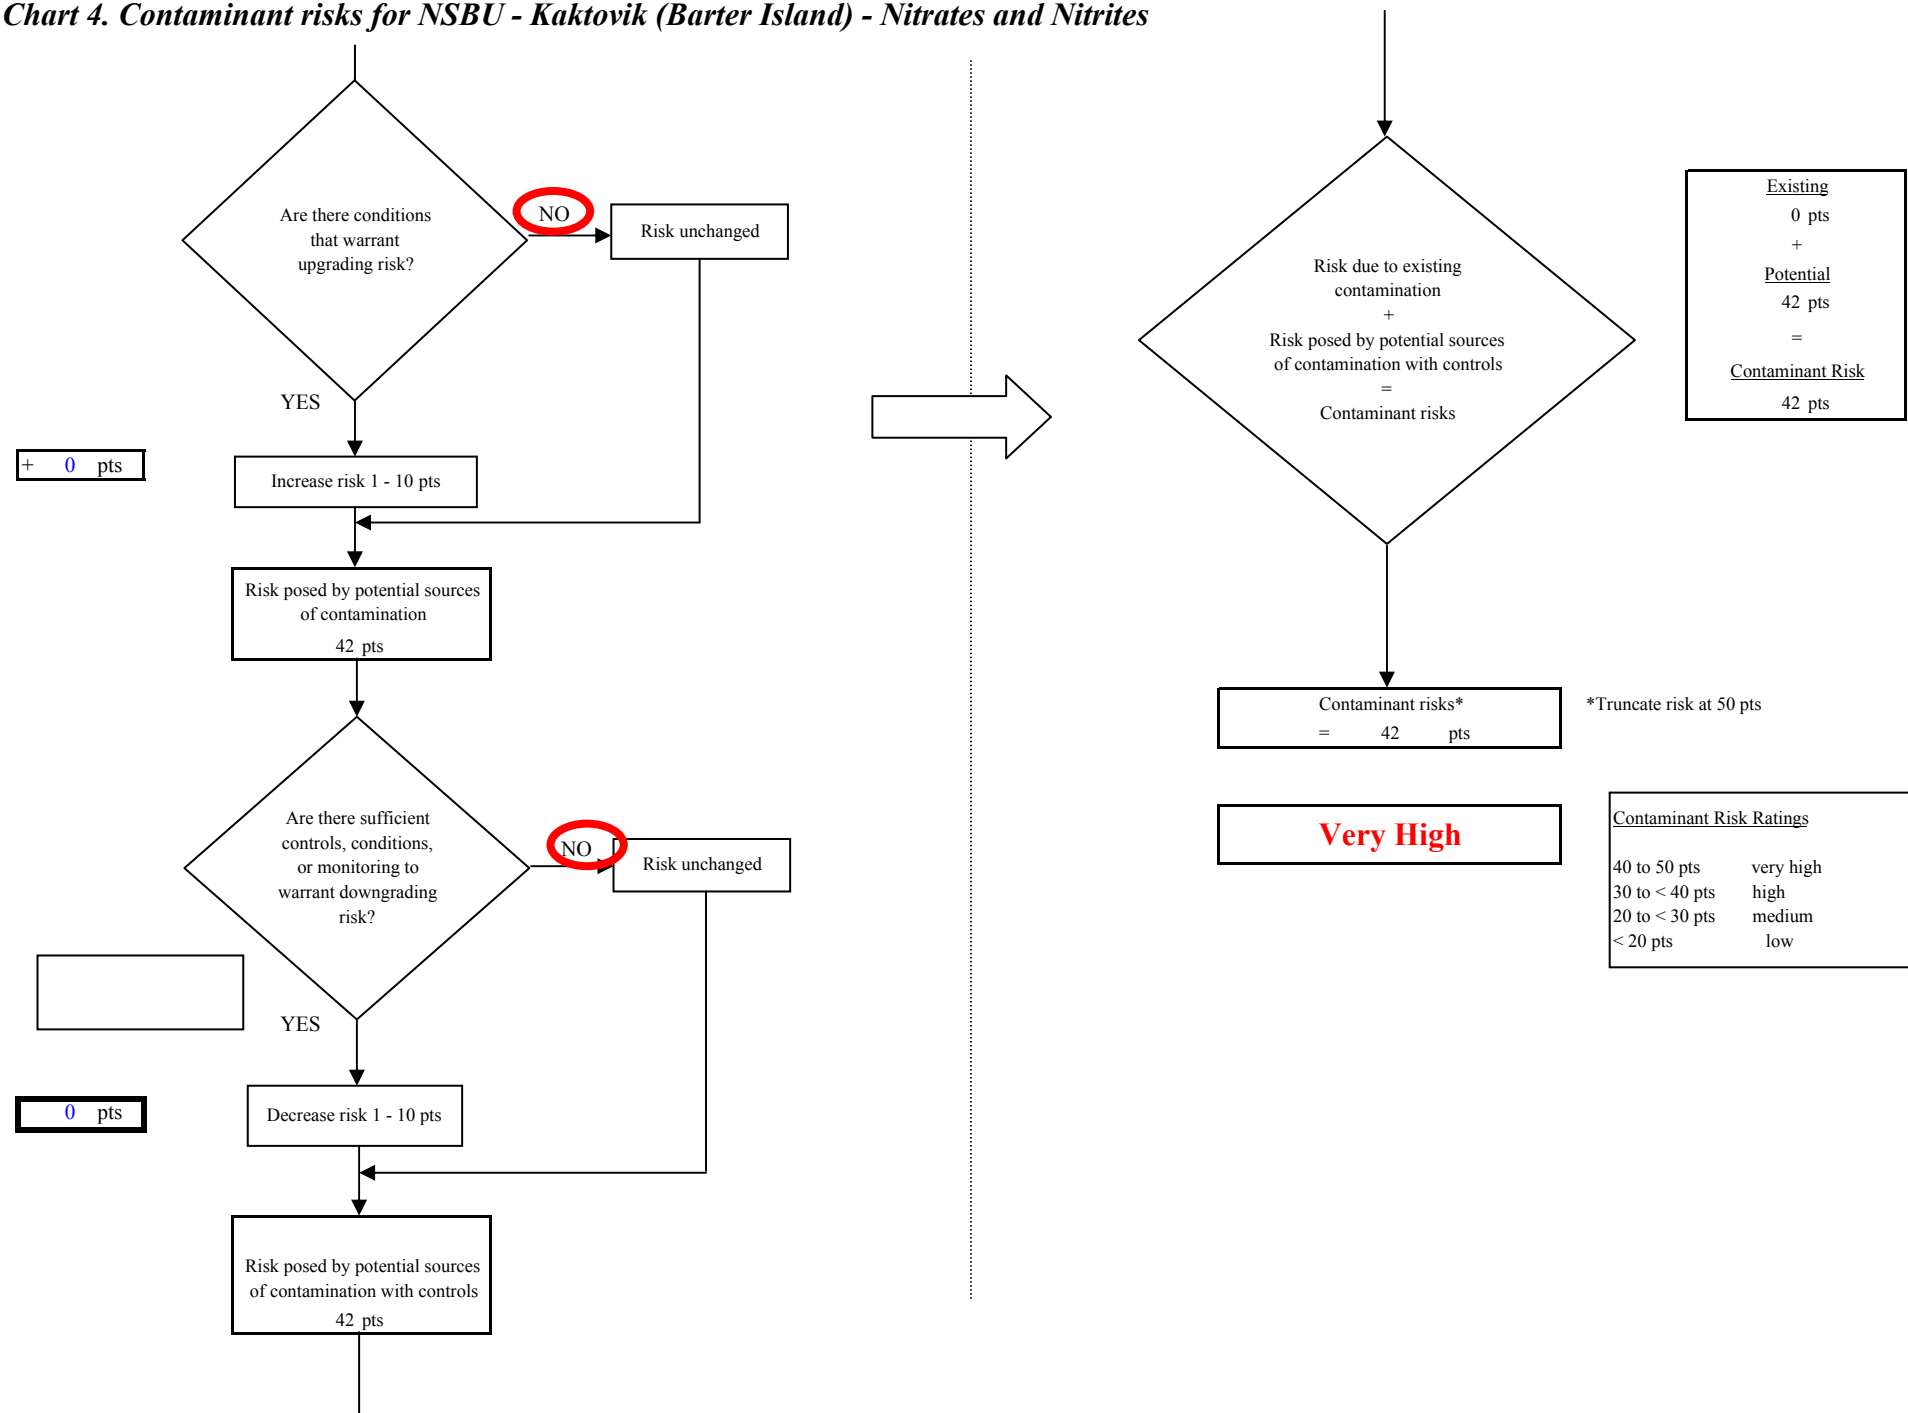 Chart 4. Contaminant risks for NSBU - Kaktovik (Barter Island) - Nitrates and Nitrites
Are there conditions
that warrant
upgrading risk?
NO
Risk unchanged
YES
+ 0 pts
Increase risk 1 - 10 pts
Risk posed by potential sources
of contamination
42 pts
Are there sufficient
controls, conditions,
or monitoring to
warrant downgrading
risk?
NO
Risk unchanged
YES
0 pts
Decrease risk 1 - 10 pts
Risk posed by potential sources
of contamination with controls
42 pts
Risk due to existing
contamination
+
Risk posed by potential sources
of contamination with controls
=
Contaminant risks
Existing
0 pts
+
Potential
42 pts
=
Contaminant Risk
42 pts
Contaminant risks*
= 42 pts
*Truncate risk at 50 pts
Very High
Contaminant Risk Ratings
40 to 50 pts very high
30 to < 40 pts high
20 to < 30 pts medium
< 20 pts low